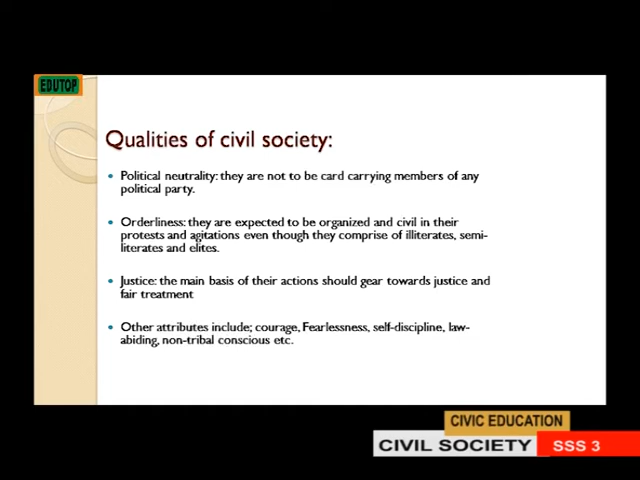 EDUTOP
Qualities of civil society:
• Political neutrality: they are not to be card carrying members of any
political party.
• Orderliness: they are expected to be organized and civil in their
protests and agitations even though they comprise of illiterates, semi-
literates and elites.
• Justice: the main basis of their actions should gear towards justice and
fair treatment
• Other attributes include; courage, Fearlessness, self-discipline, law-
abiding, non-tribal conscious etc.
CIVIC EDUCATION
CIVIL SOCIETY SSS 3